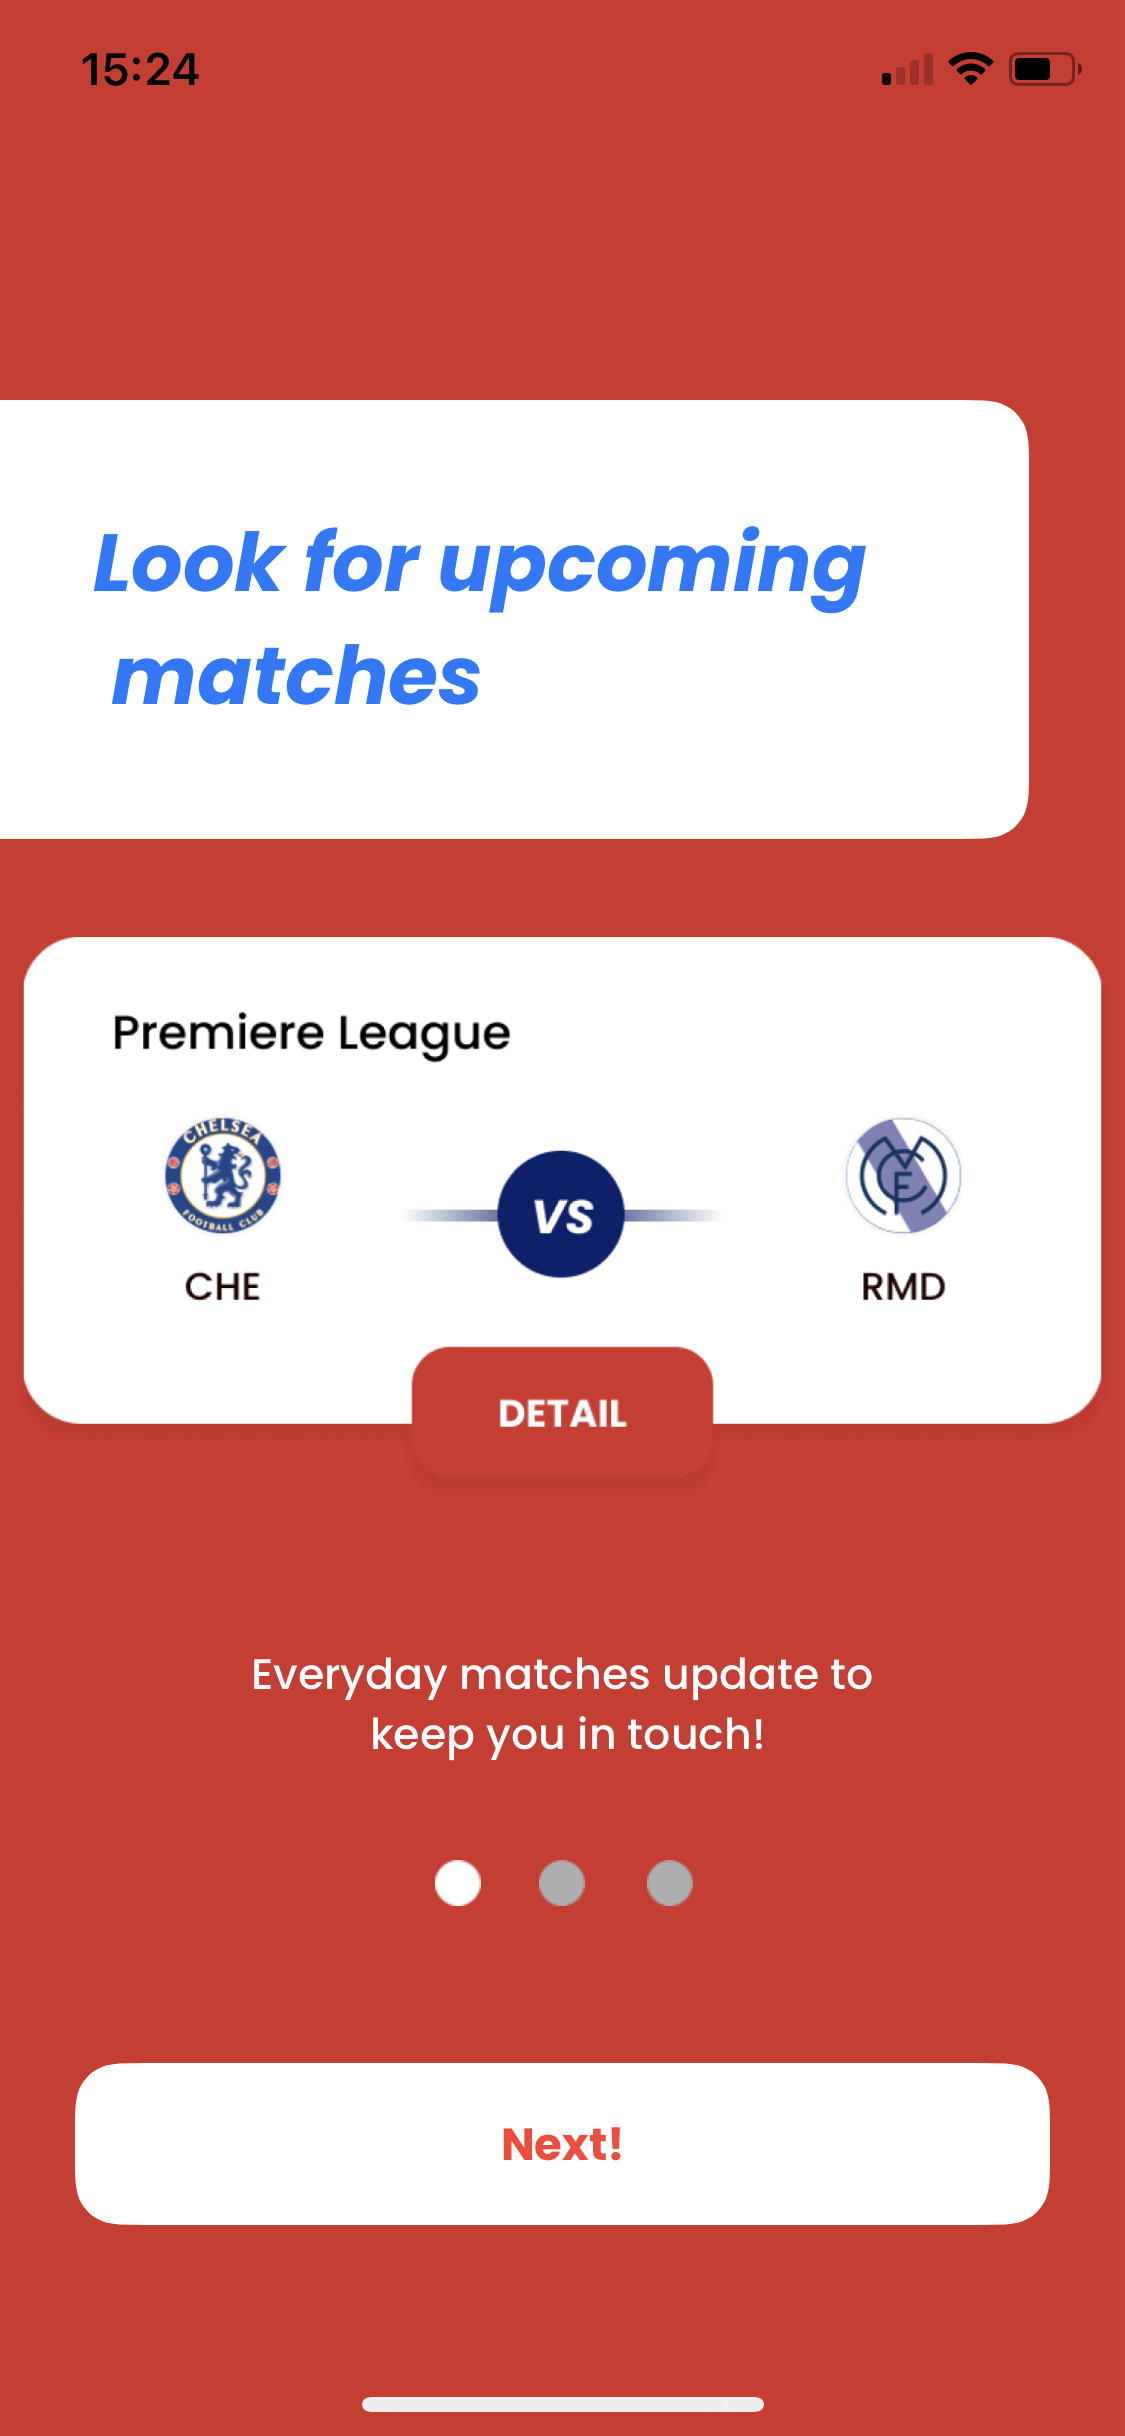 15:24
Look for upcoming
matches
Premiere League
CHELSEA
FOOTBALL CLUB
VS
CHE
RMD
DETAIL
Everyday matches update to
keep you in touch!
Next!